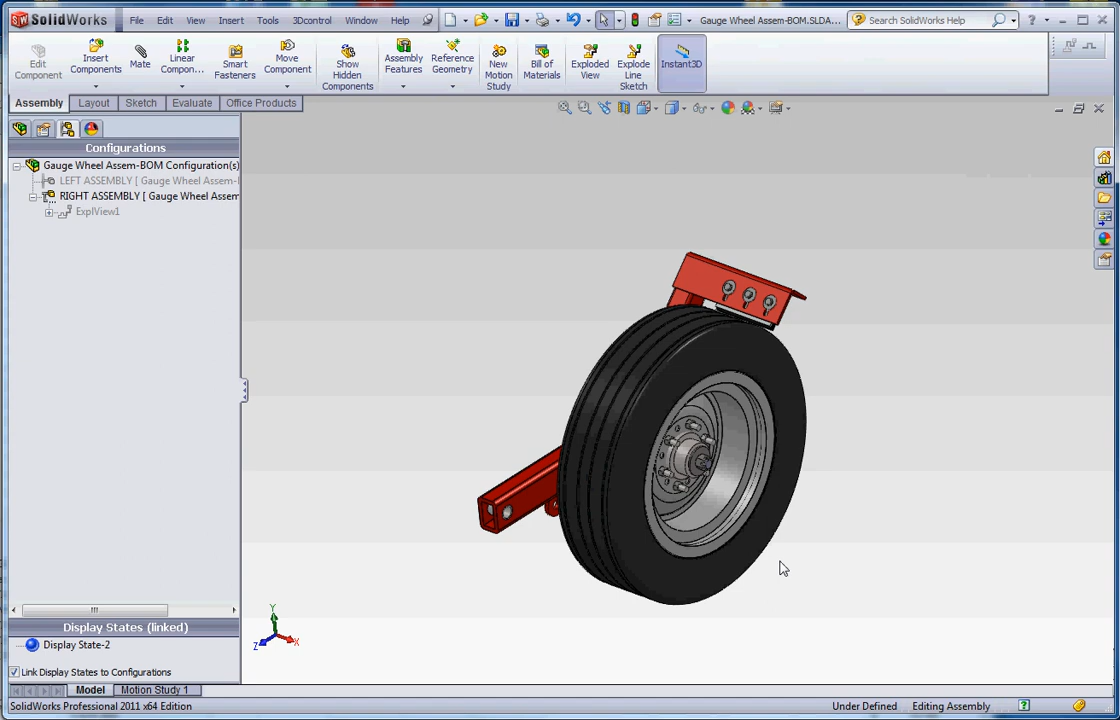 SolidWorks File Edit View Insert Tools 3Dcontrol Window Help Gauge Wheel Assem-BOM.SLDA... Search SolidWorks Help
Edit Component
Insert Components
Mate
Linear Compon...
Smart Fasteners
Move Component
Show Hidden Components
Assembly Features
Reference Geometry
New Motion Study
Bill of Materials
Exploded View
Explode Line Sketch
Instant3D
Assembly Layout Sketch Evaluate Office Products
Configurations
Gauge Wheel Assem-BOM Configuration(s)
LEFT ASSEMBLY [ Gauge Wheel Assem-
RIGHT ASSEMBLY [ Gauge Wheel Assem
ExplView1
Y
Z X
Display States (linked)
Display State-2
Link Display States to Configurations
Model Motion Study 1
SolidWorks Professional 2011 x64 Edition Under Defined Editing Assembly